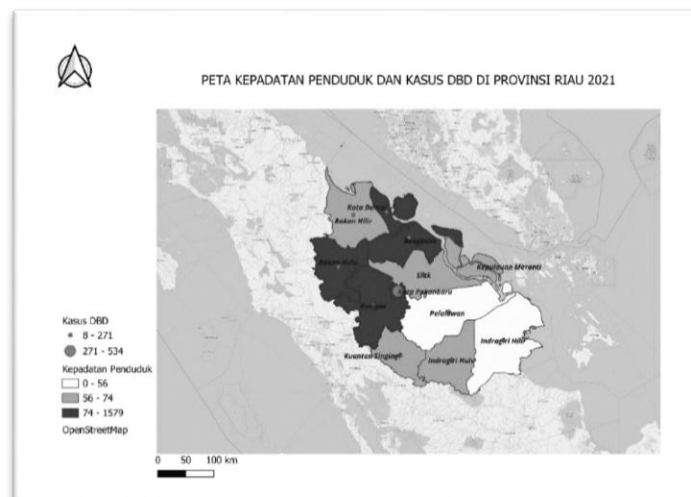 PETA KEPADATAN PENDUDUK DAN KASUS DBD DI PROVINSI RIAU 2021
Rokan Hilir
Bengkalis
Rokan Hulu
Siak
Kepulauan Meranti
Kota Pekanbaru
Kampar
Pelalawan
Indragiri Hilir
Kuantan Singingi
Indragiri Hulu
Kasus DBD
8 - 271
271 - 534
Kepadatan Penduduk
0 - 56
56 - 74
74 - 1579
OpenStreetMap
0 50 100 km